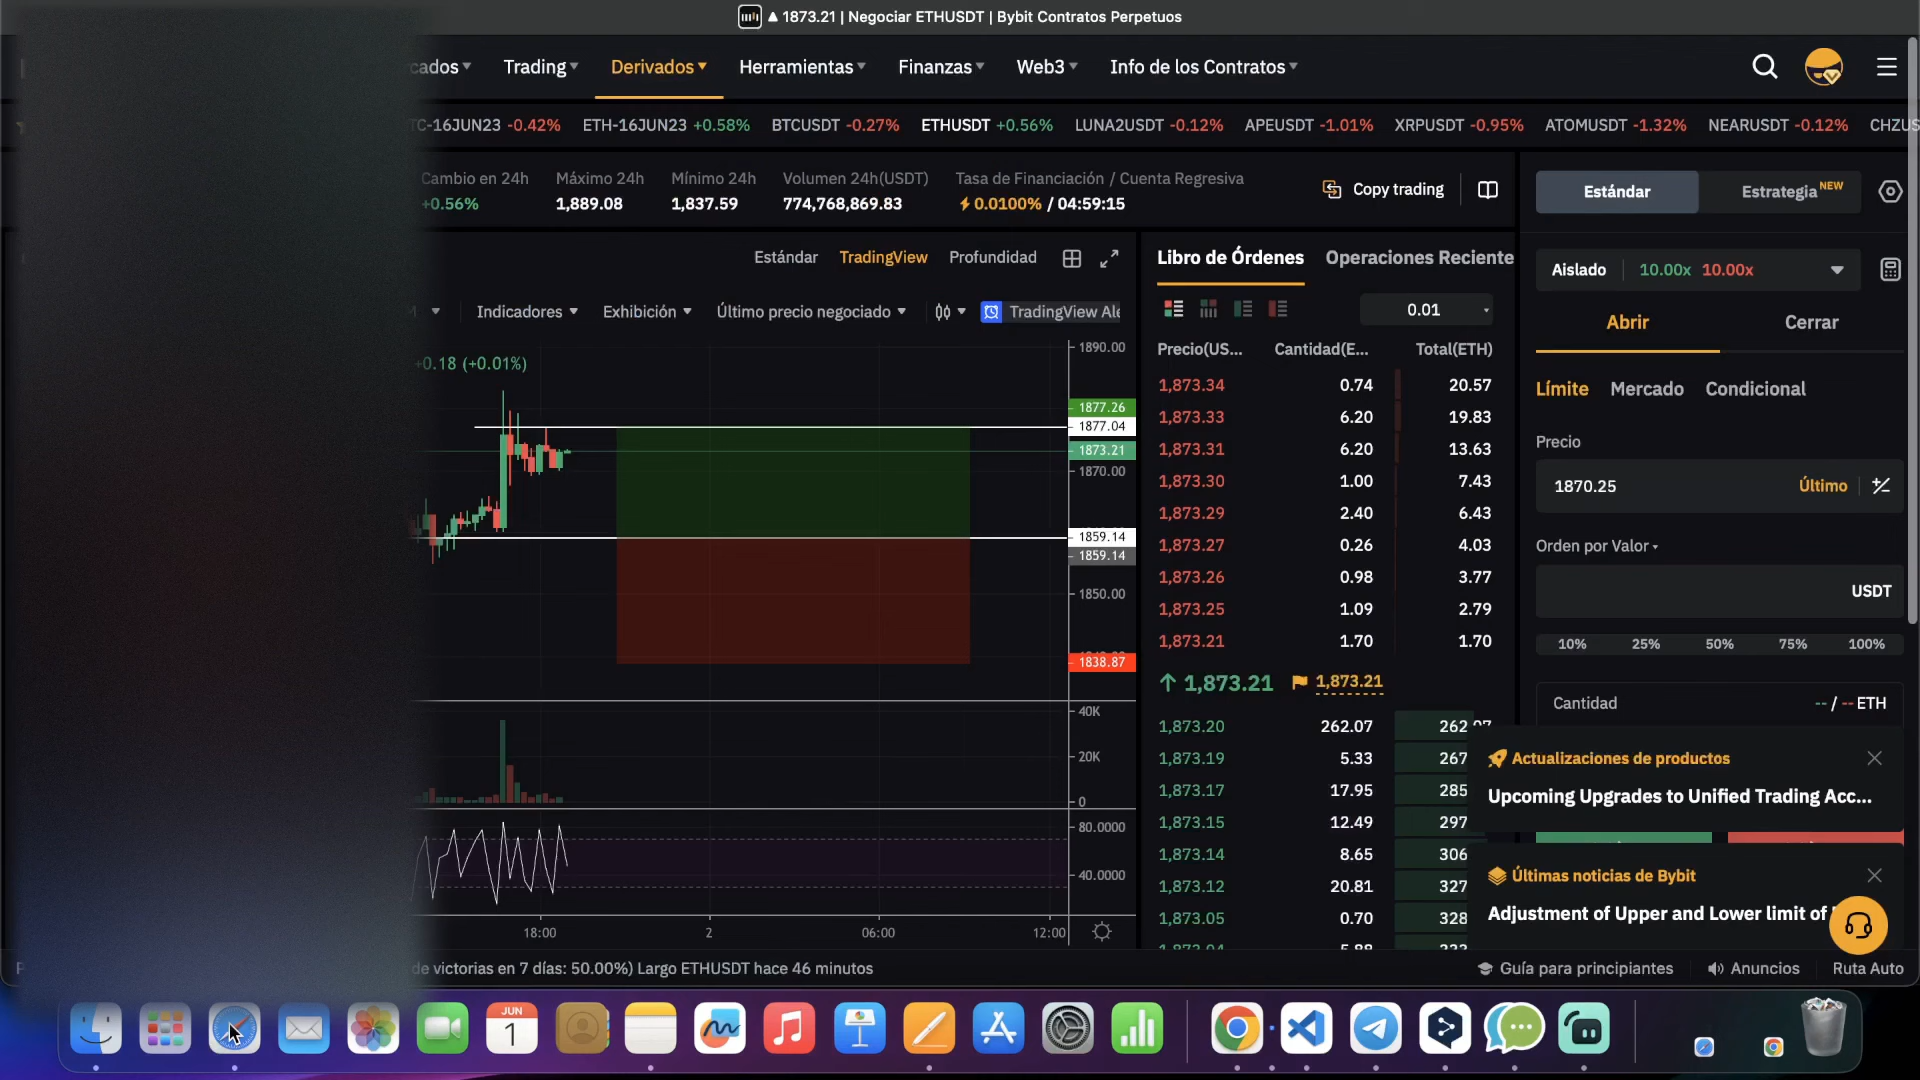 ▲ 1873.21 | Negociar ETHUSDT | Bybit Contratos Perpetuos
Trading
Derivados
Herramientas
Finanzas
Web3
Info de los Contratos
-16JUN23 -0.42%
ETH-16JUN23 +0.58%
BTCUSDT -0.27%
ETHUSDT +0.56%
LUNA2USDT -0.12%
APEUSDT -1.01%
XRPUSDT -0.95%
ATOMUSDT -1.32%
NEARUSDT -0.12%
CHZUS
Cambio en 24h
+0.56%
Máximo 24h
1,889.08
Mínimo 24h
1,837.59
Volumen 24h(USDT)
774,768,869.83
Tasa de Financiación / Cuenta Regresiva
0.0100% / 04:59:15
Copy trading
Estándar
Estrategia NEW
Estándar
TradingView
Profundidad
Libro de Órdenes
Operaciones Reciente
Aislado
10.00x 10.00x
Indicadores
Exhibición
Último precio negociado
TradingView Ale
0.01
Abrir
Cerrar
+0.18 (+0.01%)
1890.00
1877.26
1877.04
1873.21
1870.00
1859.14
1859.14
1850.00
1838.87
40K
20K
0
80.0000
40.0000
18:00
2
06:00
12:00
Precio(US...
Cantidad(E...
Total(ETH)
1,873.34 0.74 20.57
1,873.33 6.20 19.83
1,873.31 6.20 13.63
1,873.30 1.00 7.43
1,873.29 2.40 6.43
1,873.27 0.26 4.03
1,873.26 0.98 3.77
1,873.25 1.09 2.79
1,873.21 1.70 1.70
1,873.21
1,873.21
1,873.20 262.07 262.07
1,873.19 5.33 267
1,873.17 17.95 285
1,873.15 12.49 297
1,873.14 8.65 306
1,873.12 20.81 327
1,873.05 0.70 328
Límite
Mercado
Condicional
Precio
1870.25
Último
Orden por Valor
USDT
10%
25%
50%
75%
100%
Cantidad
-- / -- ETH
Actualizaciones de productos
Upcoming Upgrades to Unified Trading Acc...
Últimas noticias de Bybit
Adjustment of Upper and Lower limit of
de victorias en 7 días: 50.00%) Largo ETHUSDT hace 46 minutos
Guía para principiantes
Anuncios
Ruta Auto
JUN
1